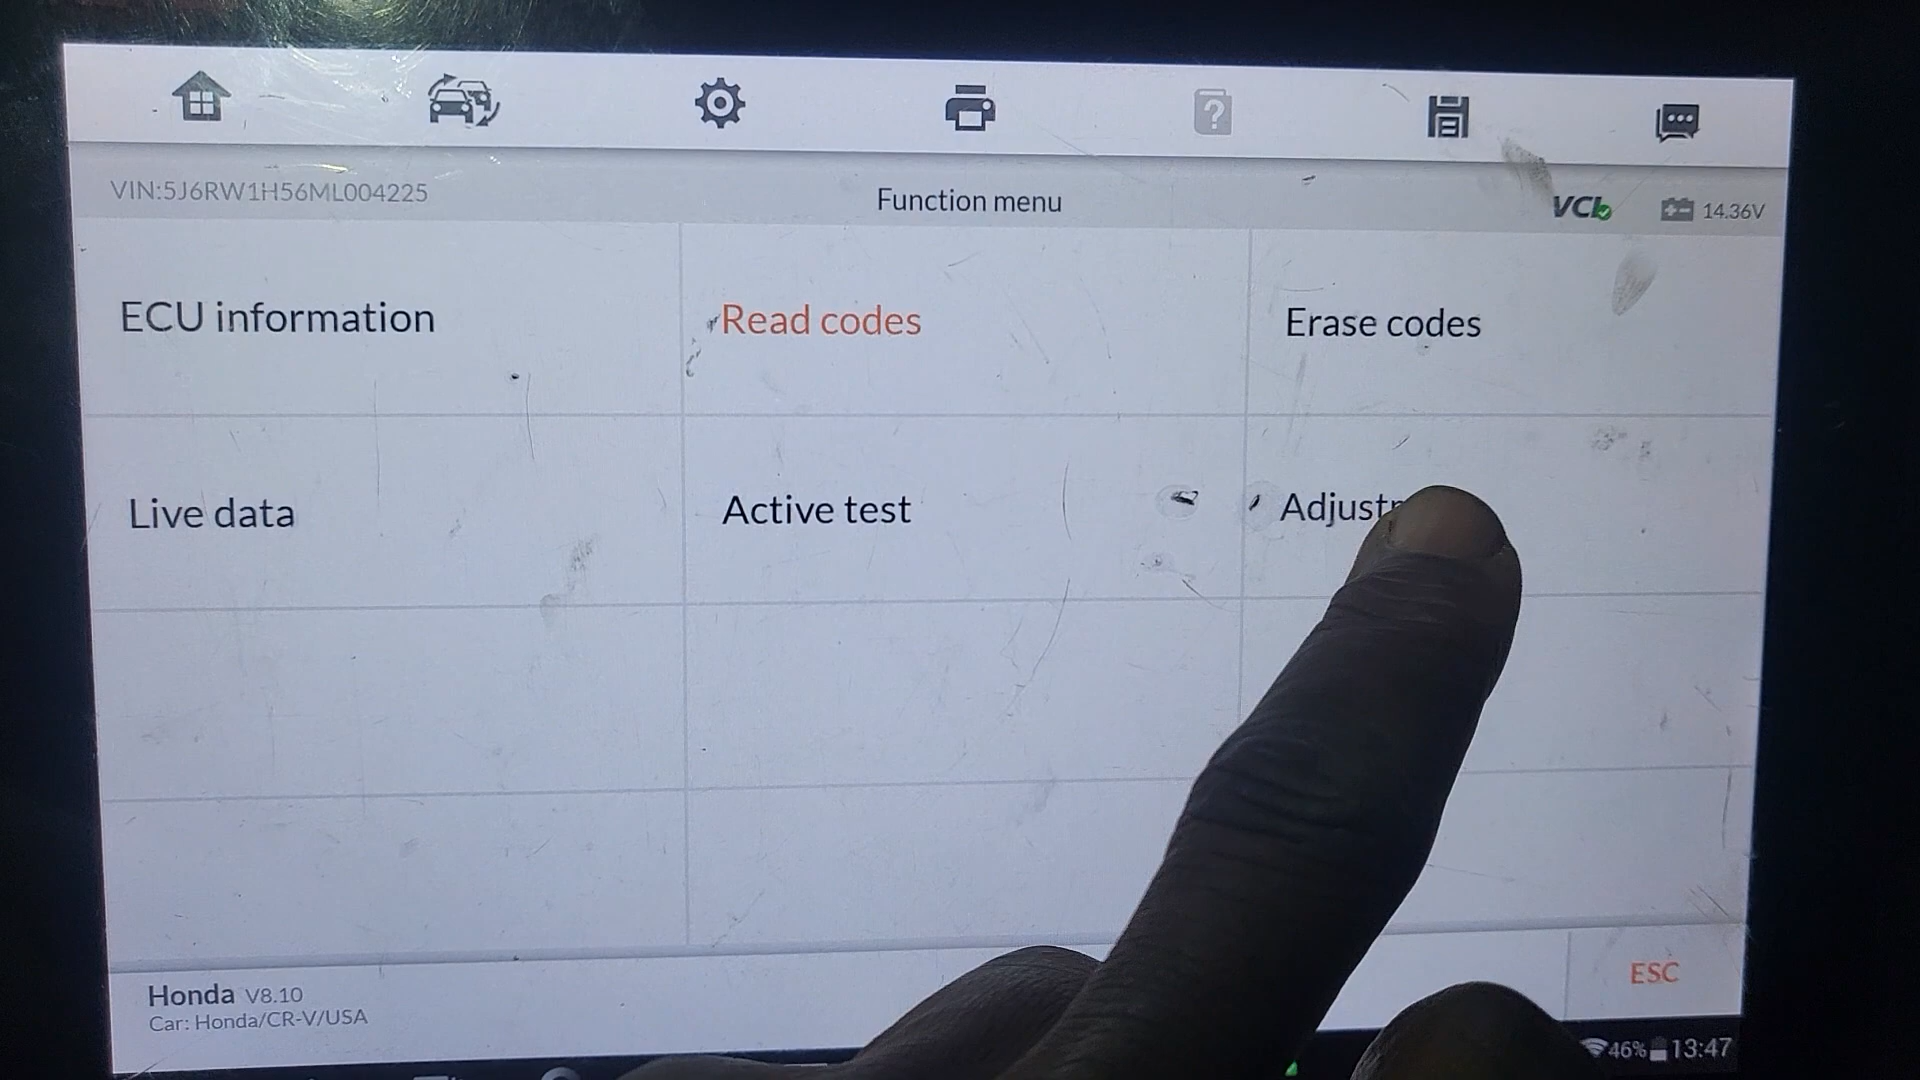 VIN:5J6RW1H56ML004225
Function menu
VCI
14.36V
ECU information
Read codes
Erase codes
Live data
Active test
ESC
Honda V8.10
Car: Honda/CR-V/USA
46%
13:47